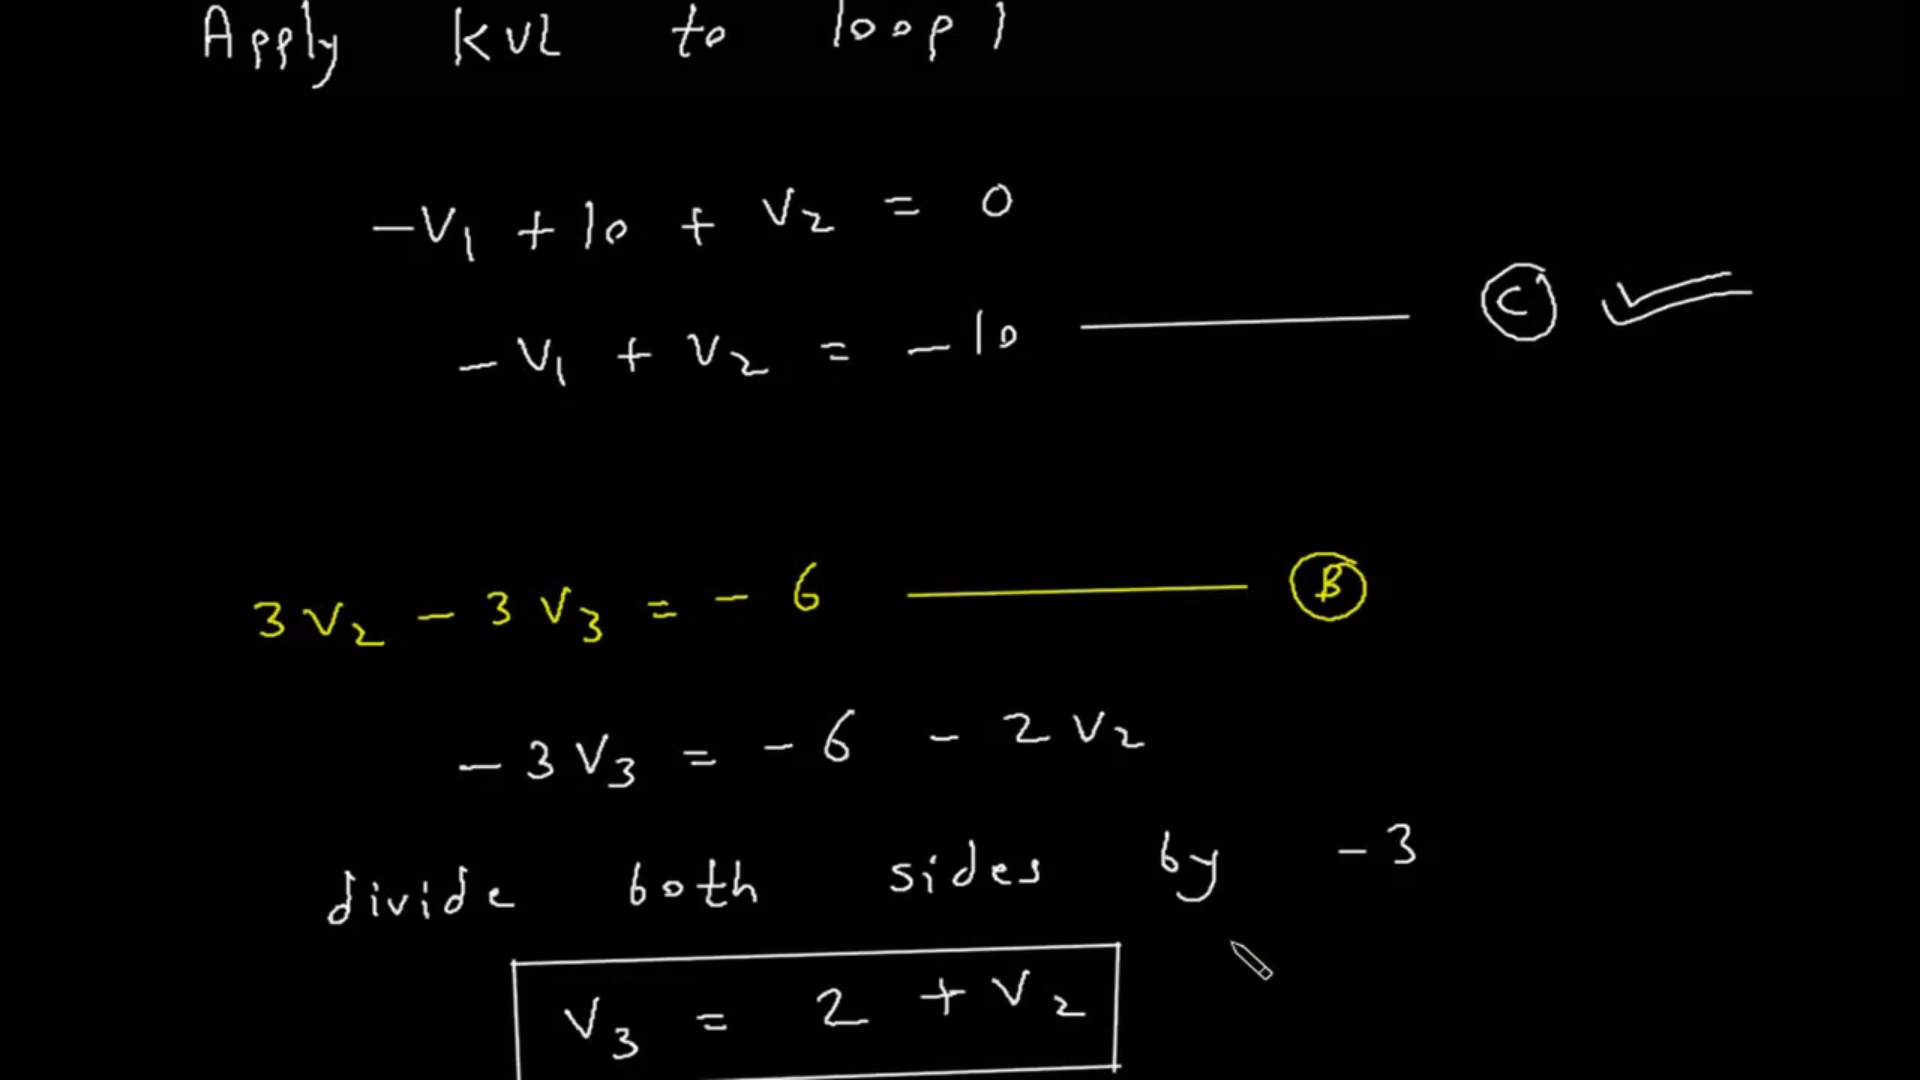 Apply KVL to loop 1
-V1 + 10 + V2 = 0
-V1 + V2 = -10 C
3V2 - 3V3 = -6 B
-3V3 = -6 - 2V2
divide both sides by -3
V3 = 2 + V2